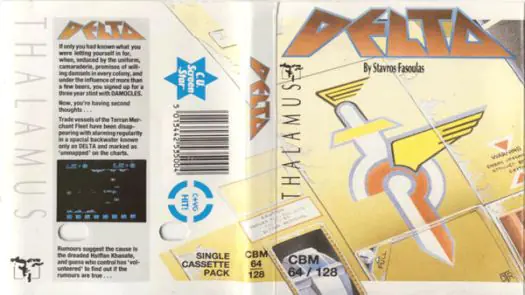 THALAMUS
DELTA
If only you had known what you
were letting yourself in for,
when, seduced by the uniform,
camaraderie, promises of will-
ing damsels in every colony, and
under the influence of more than
a few beers, you signed up for a
three year stint with DAMOCLES.
Now, you're having second
thoughts . . .
Trade vessels of the Terran Mer-
chant Fleet have been disap-
pearing with alarming regularity
in a spacial backwater known
only as DELTA and marked as
'unmapped' on the charts.
Rumours suggest the cause is
the dreaded Hsiffian Khanate,
and guess who control has 'vol-
unteered' to find out if the
rumours are true . . .
C.U.
Screen
Star
HIT!
SINGLE
CASSETTE
PACK
DELTA
THALAMUS
CBM
64
128
DELTA
By Stavros Fasoulas
WARNING
PULL
CBM
64 / 128